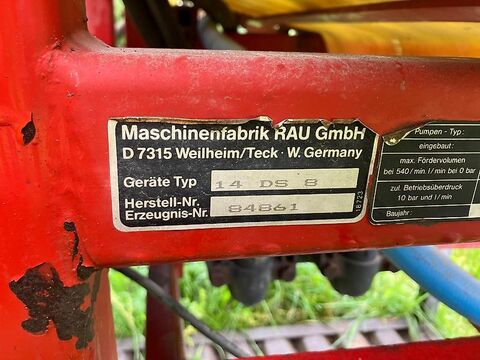 Maschinenfabrik RAU GmbH
D 7315 Weilheim/Teck · W. Germany
Geräte Typ 14 DS 8
Herstell-Nr.
Erzeugnis-Nr. 84861
18723
Pumpen - Typ:
eingebaut:
max. Fördervolumen
bei 540/min. l/min bei 0 bar
zul. Betriebsüberdruck
10 bar und l/min
Baujahr: